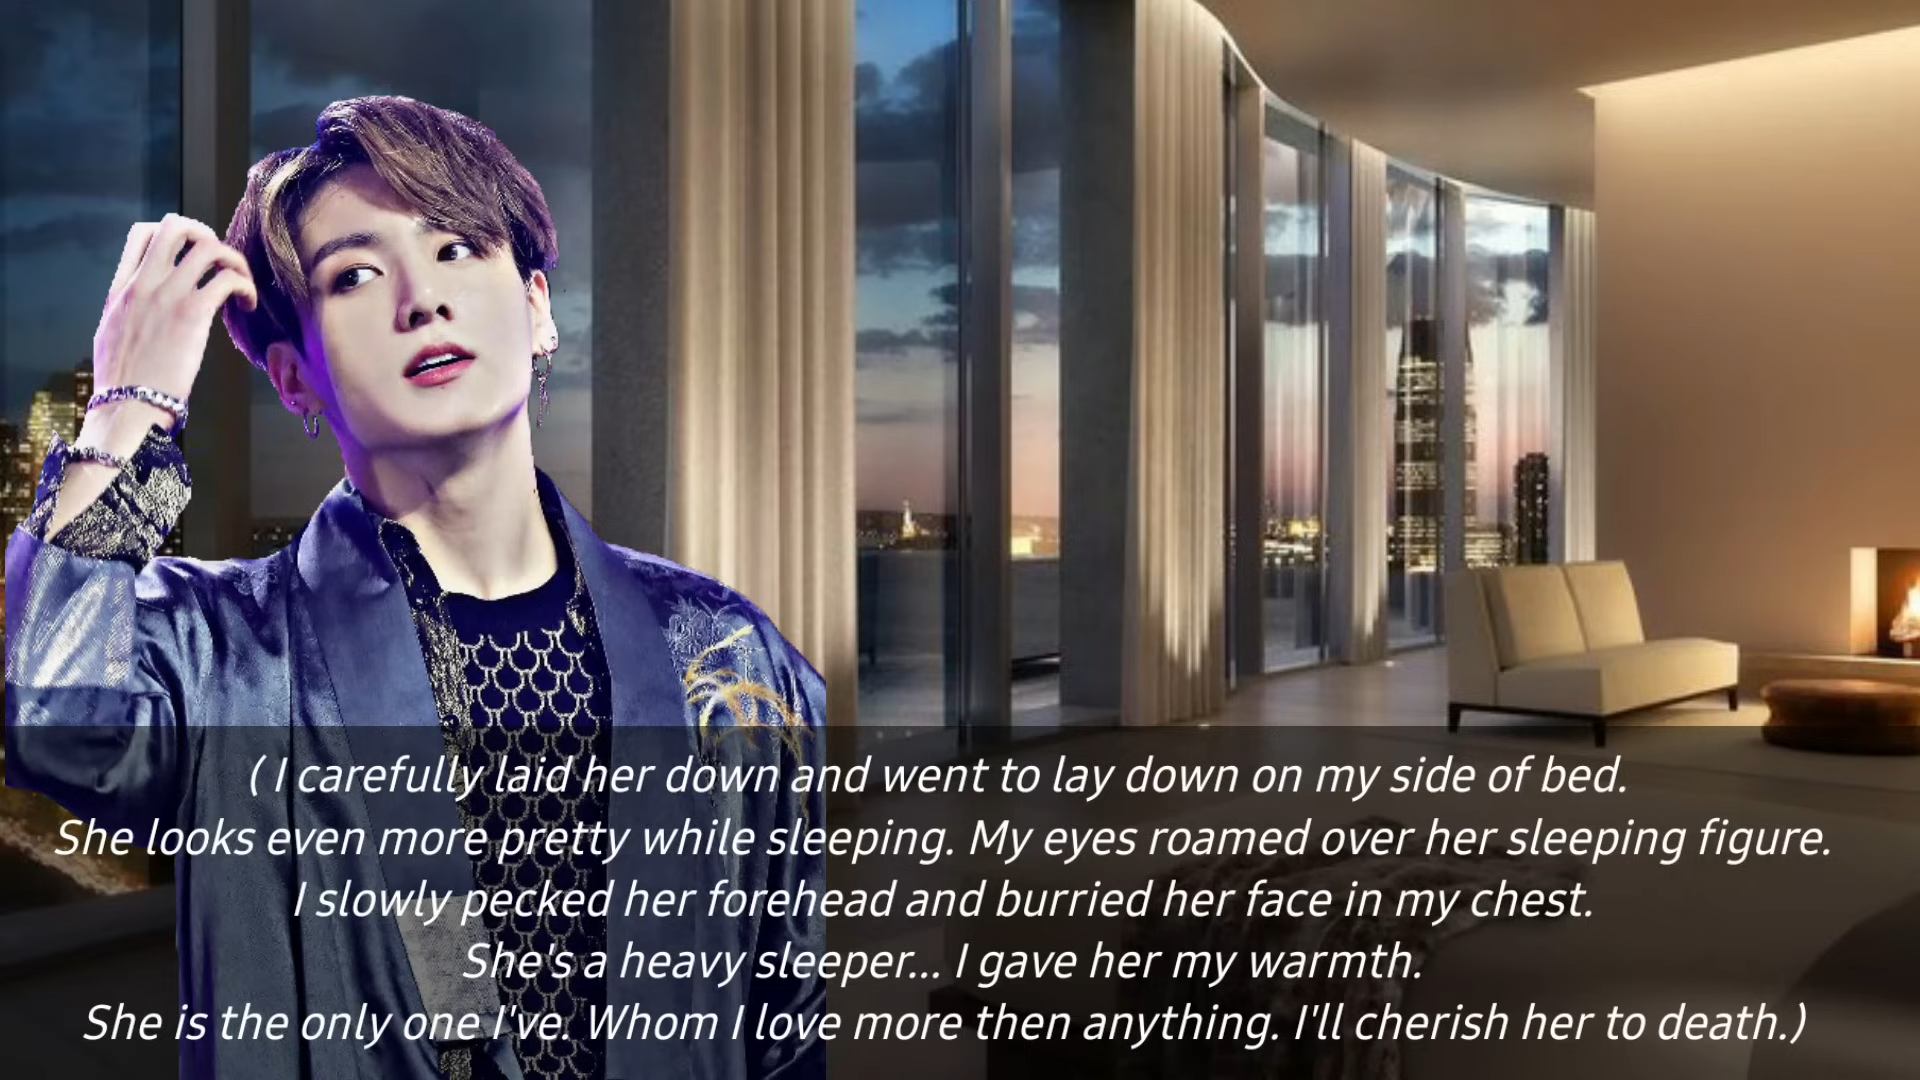 ( I carefully laid her down and went to lay down on my side of bed.
She looks even more pretty while sleeping. My eyes roamed over her sleeping figure.
I slowly pecked her forehead and burried her face in my chest.
She's a heavy sleeper... I gave her my warmth.
She is the only one I've. Whom I love more then anything. I'll cherish her to death.)